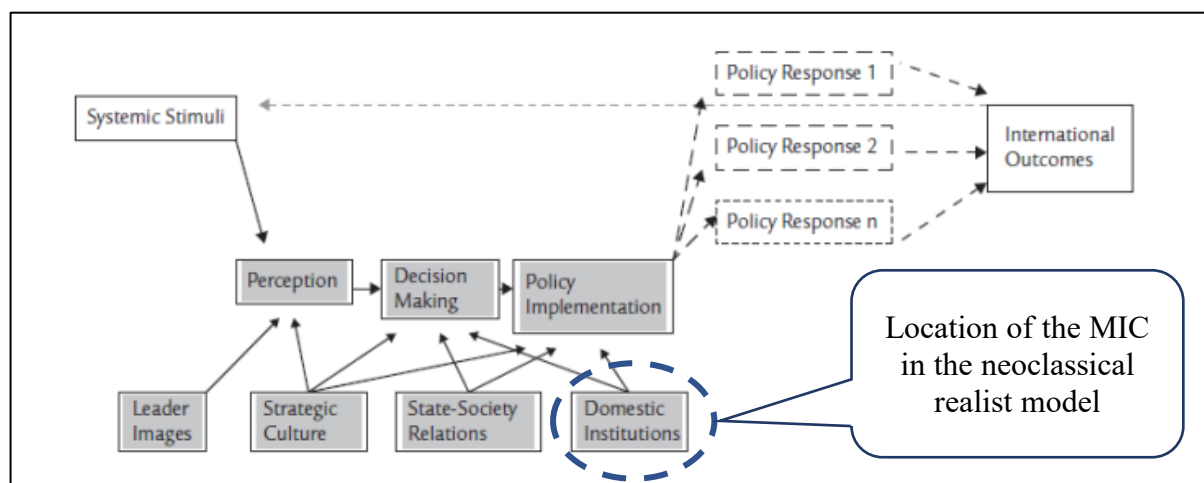 Policy Response 1
Systemic Stimuli
Policy Response 2
International
Outcomes
Policy Response n
Perception
Decision
Making
Policy
Implementation
Location of the MIC
in the neoclassical
realist model
Leader
Images
Strategic
Culture
State-Society
Relations
Domestic
Institutions